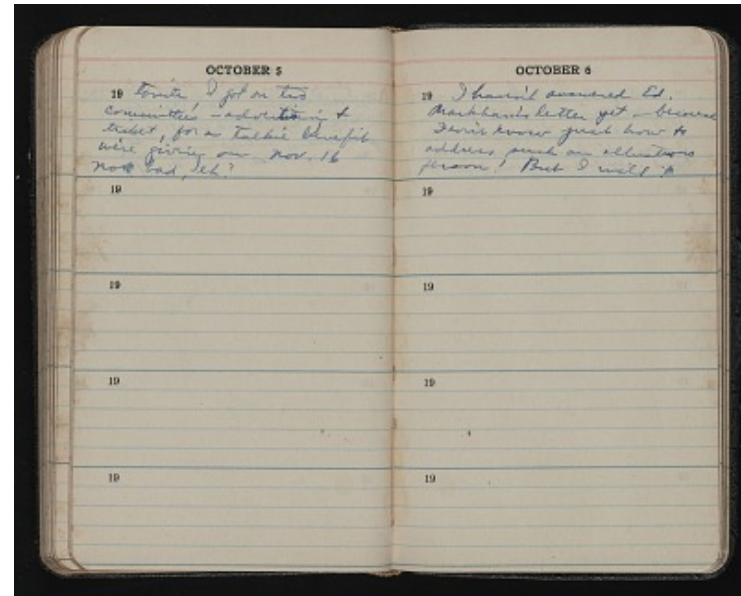 OCTOBER 5
19 Tonite I got on two
committees - advertising &
ticket, for a talkie benefit
we're giving on Nov. 16
Not bad, eh?
19
19
19
19
OCTOBER 6
19 I haven't answered Ed.
Markham's letter yet - because
I don't know just how to
address such an illustrious
person! But I will
19
19
19
19